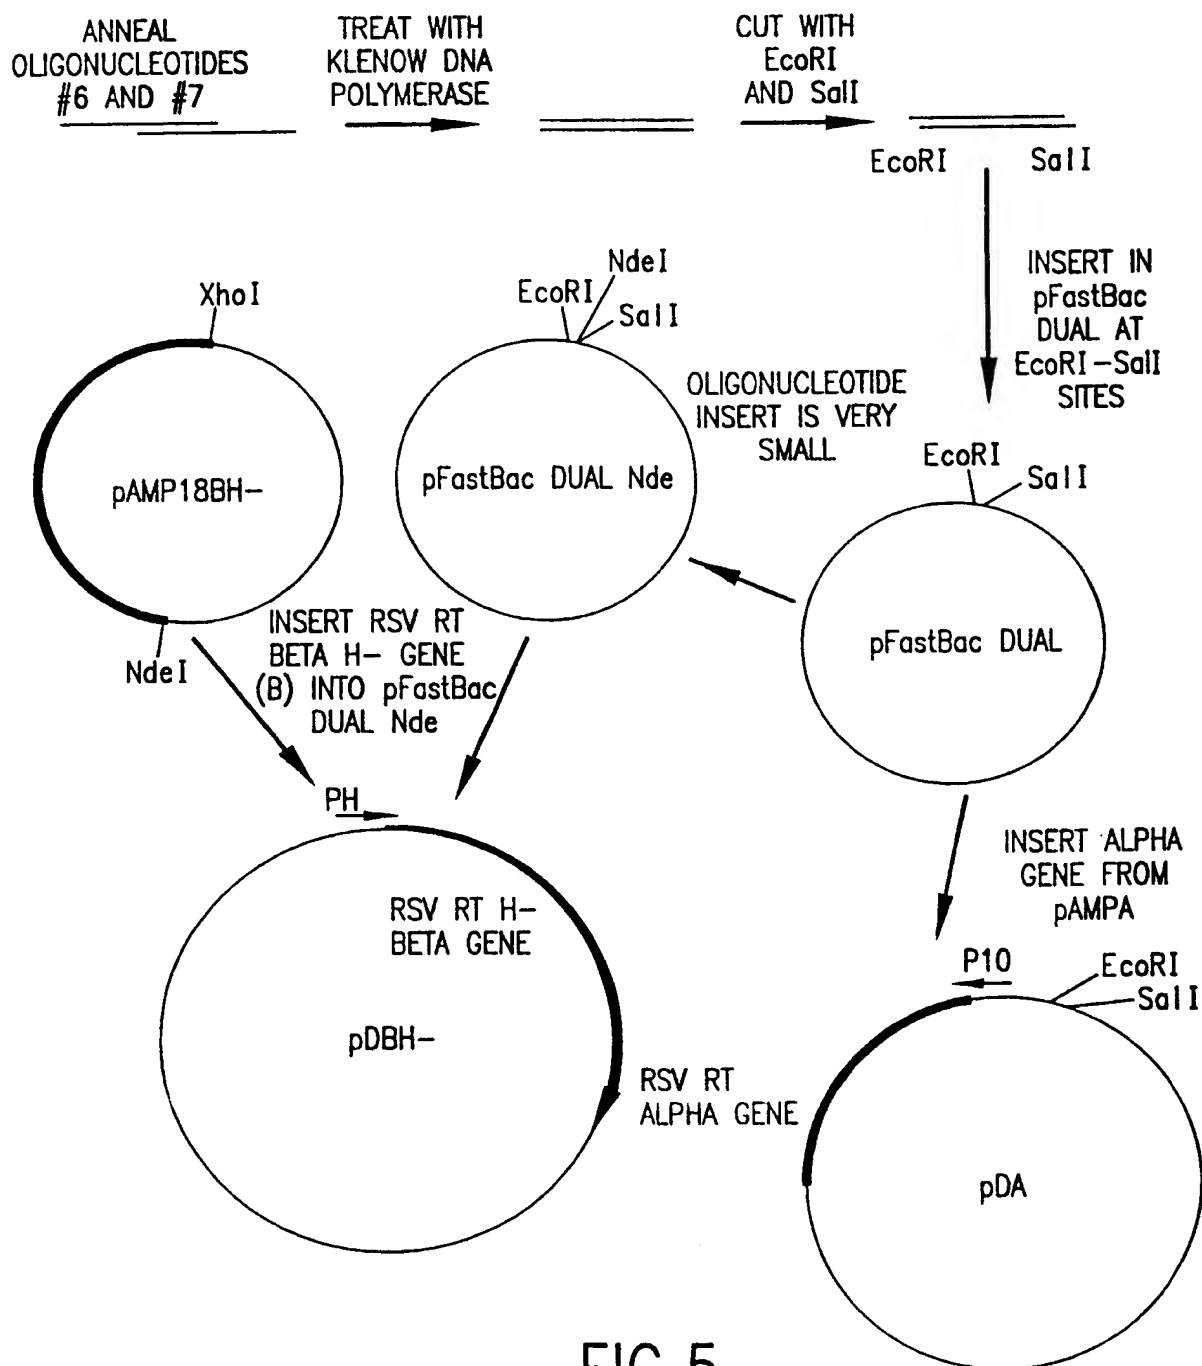 ANNEAL
OLIGONUCLEOTIDES
#6 AND #7
TREAT WITH
KLENOW DNA
POLYMERASE
CUT WITH
EcoRI
AND SalI
EcoRI
SalI
INSERT IN
pFastBac
DUAL AT
EcoRI-SalI
SITES
XhoI
pAMP18BH-
NdeI
EcoRI
NdeI
SalI
pFastBac DUAL Nde
OLIGONUCLEOTIDE
INSERT IS VERY
SMALL
EcoRI
SalI
pFastBac DUAL
INSERT RSV RT
BETA H- GENE
(B) INTO pFastBac
DUAL Nde
PH
RSV RT H-
BETA GENE
pDBH-
INSERT ALPHA
GENE FROM
pAMPA
P10
EcoRI
SalI
RSV RT
ALPHA GENE
pDA
FIG. 5